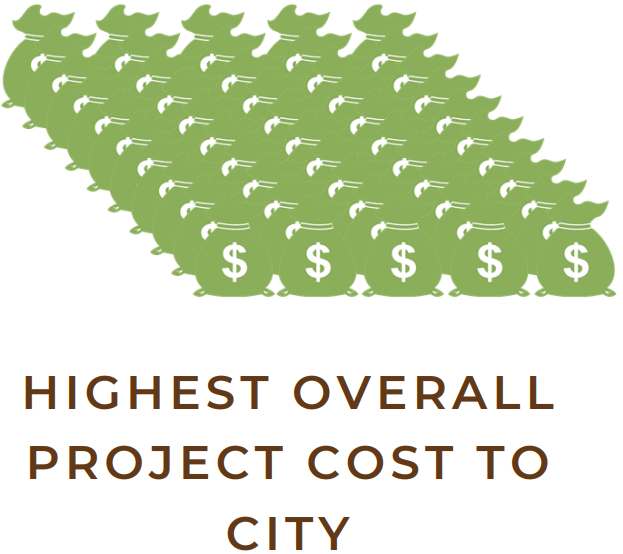 $ $ $ $ $
HIGHEST OVERALL
PROJECT COST TO
CITY